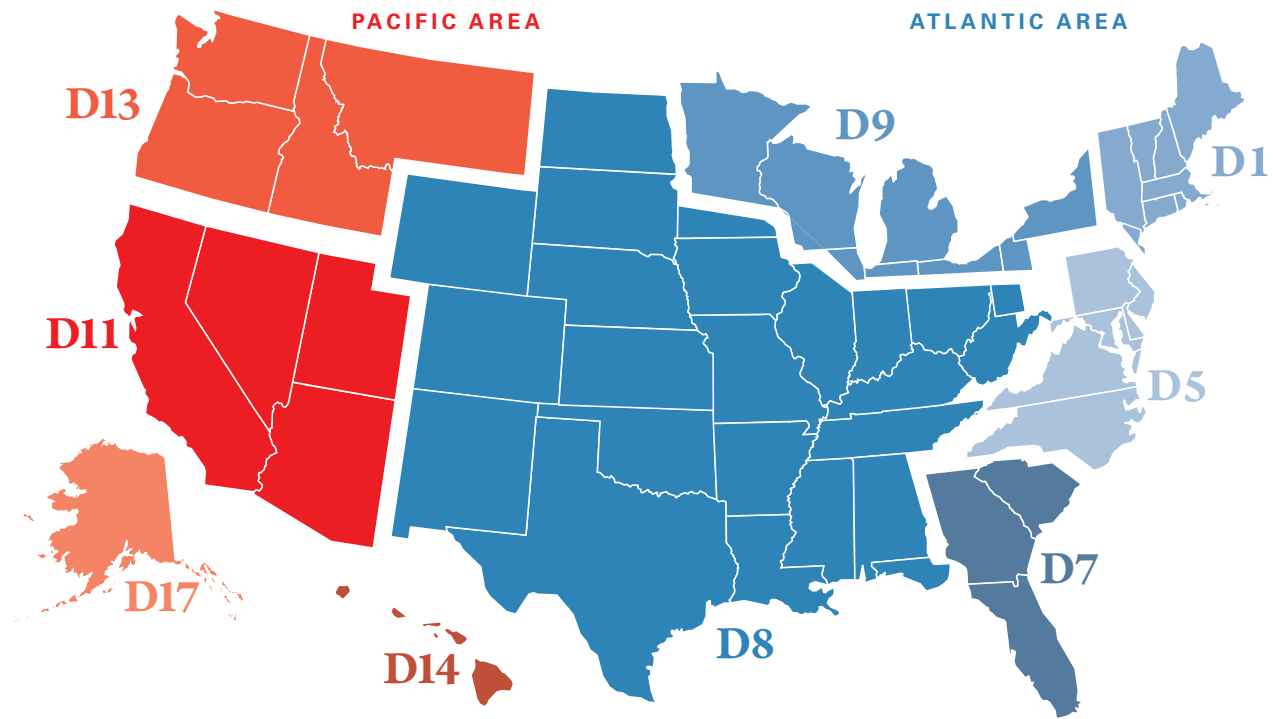 PACIFIC AREA
ATLANTIC AREA
D13
D9
D1
D11
D5
D17
D7
D14
D8